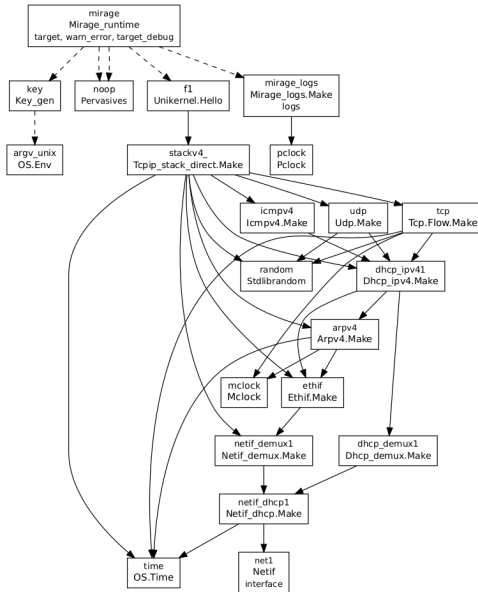 mirage
Mirage_runtime
target, warn_error, target_debug
key
Key_gen
noop
Pervasives
f1
Unikernel.Hello
mirage_logs
Mirage_logs.Make
logs
argv_unix
OS.Env
stackv4_
Tcpip_stack_direct.Make
pclock
Pclock
icmpv4
Icmpv4.Make
udp
Udp.Make
tcp
Tcp.Flow.Make
random
Stdlibrandom
dhcp_ipv41
Dhcp_ipv4.Make
arpv4
Arpv4.Make
mclock
Mclock
ethif
Ethif.Make
netif_demux1
Netif_demux.Make
dhcp_demux1
Dhcp_demux.Make
netif_dhcp1
Netif_dhcp.Make
time
OS.Time
net1
Netif
interface